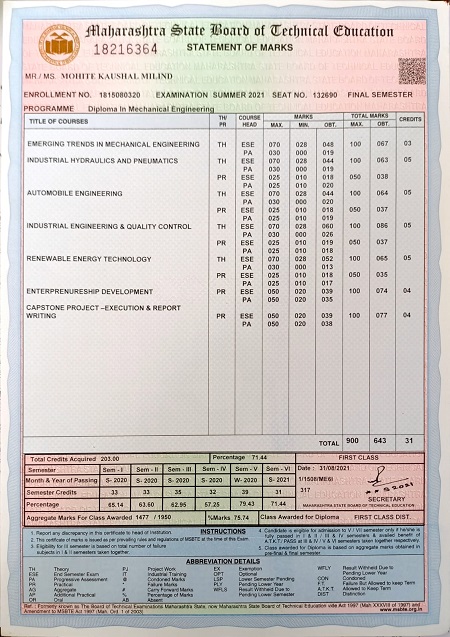 Maharashtra State Board of Technical Education
18216364 STATEMENT OF MARKS
MR / MS. MOHITE KAUSHAL MILIND
ENROLLMENT NO. 1815080320 EXAMINATION SUMMER 2021 SEAT NO. 132690 FINAL SEMESTER
PROGRAMME Diploma In Mechanical Engineering
TITLE OF COURSES TH/ PR COURSE HEAD MARKS MAX. MIN. OBT. TOTAL MARKS MAX. OBT. CREDITS
EMERGING TRENDS IN MECHANICAL ENGINEERING TH ESE 070 028 048 100 067 03
PA 030 000 019
INDUSTRIAL HYDRAULICS AND PNEUMATICS TH ESE 070 028 044 100 063 05
PA 030 000 019
PR ESE 025 010 018 050 038
PA 025 010 020
AUTOMOBILE ENGINEERING TH ESE 070 028 044 100 064 05
PA 030 000 020
PR ESE 025 010 018 050 037
PA 025 010 019
INDUSTRIAL ENGINEERING & QUALITY CONTROL TH ESE 070 028 060 100 086 05
PA 030 000 026
PR ESE 025 010 019 050 037
PA 025 010 018
RENEWABLE ENERGY TECHNOLOGY TH ESE 070 028 052 100 065 05
PA 030 000 013
PR ESE 025 010 018 050 035
PA 025 010 017
ENTERPRENEURSHIP DEVELOPMENT PR ESE 050 020 039 100 074 04
PA 050 020 035
CAPSTONE PROJECT –EXECUTION & REPORT
WRITING PR ESE 050 020 039 100 077 04
PA 050 020 038
TOTAL 900 643 31
Total Credits Acquired 203.00 Percentage 71.44 FIRST CLASS
Semester Sem - I Sem - II Sem - III Sem - IV Sem - V Sem - VI Date : 31/08/2021
Month & Year of Passing S- 2020 S- 2020 S- 2020 S- 2020 W- 2020 S- 2021 1/1508/ME6I
Semester Credits 33 33 35 32 39 31 317
Percentage 65.14 63.60 62.95 57.25 79.43 71.44 SECRETARY
MAHARASHTRA STATE BOARD OF TECHNICAL EDUCATION
Aggregate Marks For Class Awarded 1477 / 1950 %Marks 75.74 Class Awarded for Diploma FIRST CLASS DIST.
INSTRUCTIONS
1. Report any discrepancy in this certificate to head of institution
2. This certificate of marks is issued as per prevailing rules and regulations of MSBTE at the time of this Exam.
3. Eligibility for III semester is based on total number of failure
subjects in I & II semesters taken together
4. Candidate is eligible for admission to V / VI semester only if he/she is
fully passed in I & II / III & IV semesters and availed benefit of
A.T.K.T./ PASS at III & IV / V & VI semesters taken together respectively.
5. Class awarded for Diploma is based on aggregate marks obtained in
pre-final & final semester.
ABBREVIATION DETAILS
TH Theory PJ Project Work EX Exemption WFLY Result Withheld Due to
Pending Lower Year
ESE End Semester Exam IT Industrial Training OPT Optional
PA Progressive Assessment @ Condoned Marks LSP Lower Semester Pending CON Condoned
PR Practical * Failure Marks PLY Pending Lower Year F.T. Failure But Allowed to Keep Term
AG Aggregate # Carry Forward Marks WFLS Result Withheld Due to A.T.K.T. Allowed to Keep Term
AP Additional Practical % Percentage of Marks Pending Lower Semester DIST Distinction
OR Oral AB Absent
Ref.: Formerly known as The Board of Technical Examinations Maharashtra State, now Maharashtra State Board of Technical Education vide Act 1997 (Mah.XXXVIII of 1997) and
Amendment to MSBTE Act 1997 (Mah. Ord. 1 of 2003) www.msbte.org.in